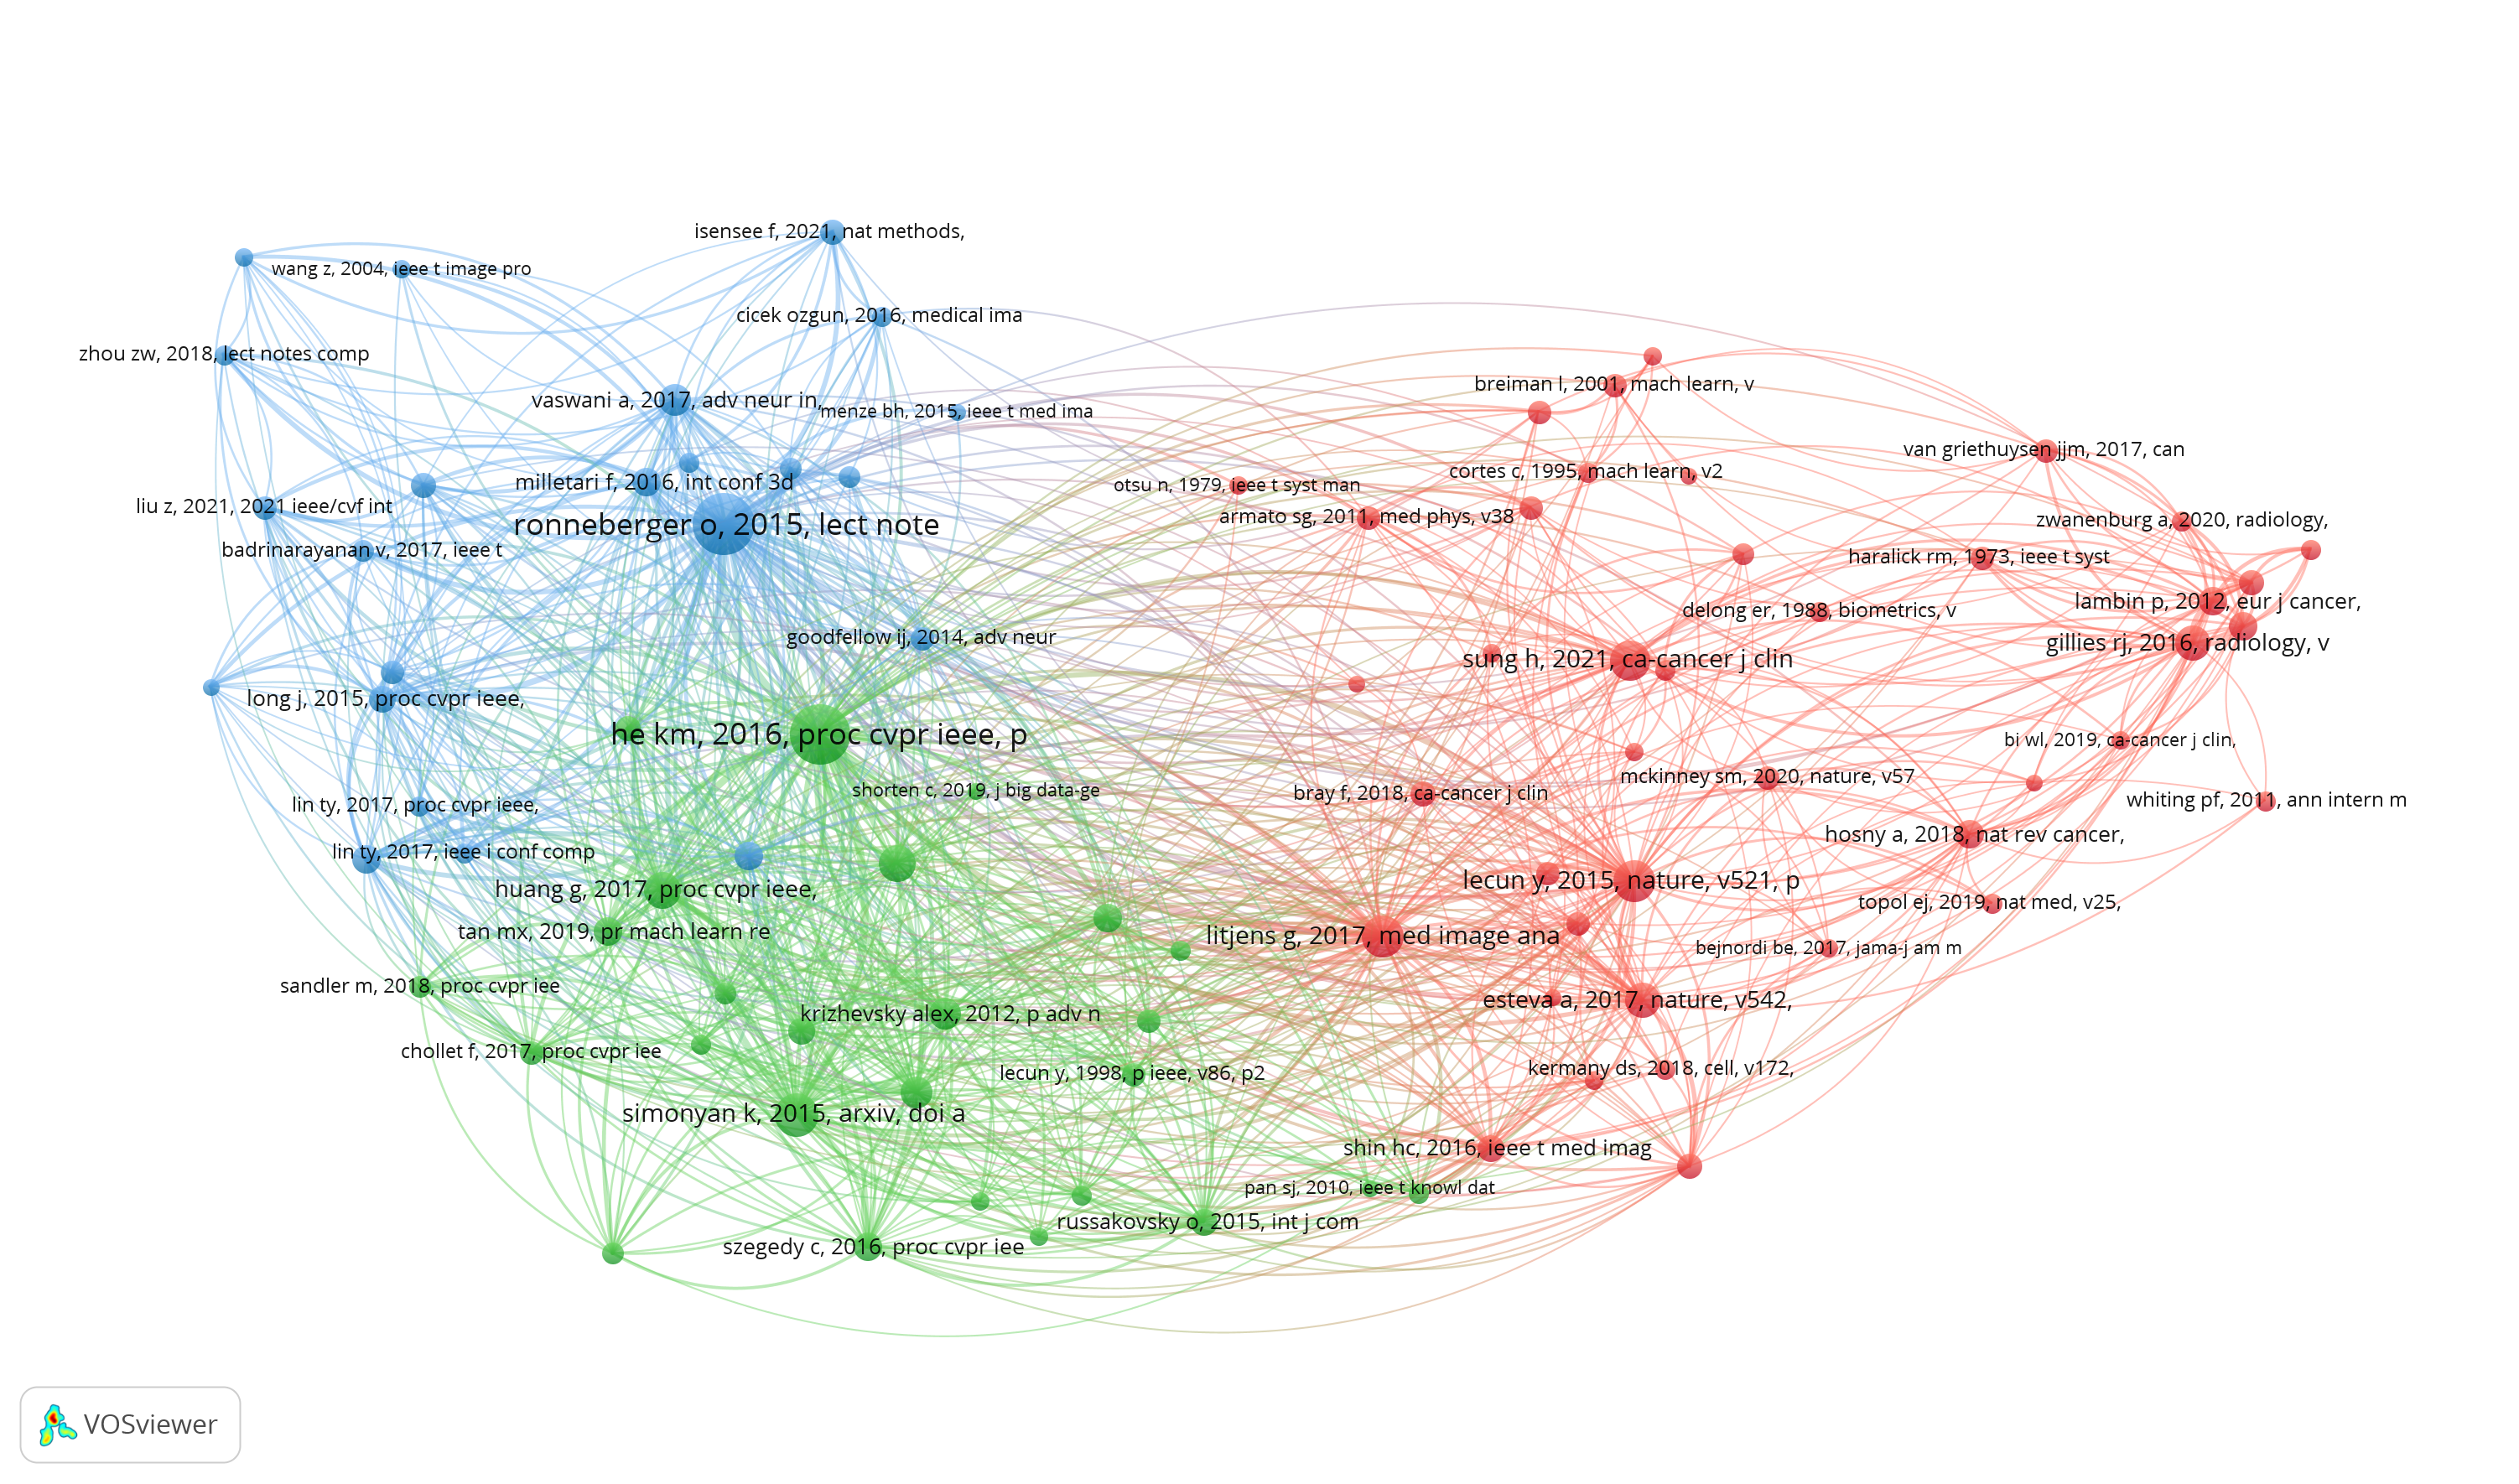 isensee f, 2021, nat methods,
wang z, 2004, ieee t image pro
cicek ozgun, 2016, medical ima
zhou zw, 2018, lect notes comp
breiman l, 2001, mach learn, v
vaswani a, 2017, adv neur in,
menze bh, 2015, ieee t med ima
van griethuysen jjm, 2017, can
cortes c, 1995, mach learn, v2
milletari f, 2016, int conf 3d
otsu n, 1979, ieee t syst man
liu z, 2021, 2021 ieee/cvf int
armato sg, 2011, med phys, v38
zwanenburg a, 2020, radiology,
ronneberger o, 2015, lect note
badrinarayanan v, 2017, ieee t
haralick rm, 1973, ieee t syst
lambin p, 2012, eur j cancer,
delong er, 1988, biometrics, v
goodfellow ij, 2014, adv neur
gillies rj, 2016, radiology, v
sung h, 2021, ca-cancer j clin
long j, 2015, proc cvpr ieee,
he km, 2016, proc cvpr ieee, p
bi wl, 2019, ca-cancer j clin,
mckinney sm, 2020, nature, v57
shorten c, 2019, j big data-ge
bray f, 2018, ca-cancer j clin
whiting pf, 2011, ann intern m
lin ty, 2017, proc cvpr ieee,
hosny a, 2018, nat rev cancer,
lin ty, 2017, ieee i conf comp
lecun y, 2015, nature, v521, p
huang g, 2017, proc cvpr ieee,
topol ej, 2019, nat med, v25,
tan mx, 2019, pr mach learn re
litjens g, 2017, med image ana
bejnordi be, 2017, jama-j am m
sandler m, 2018, proc cvpr iee
esteva a, 2017, nature, v542,
krizhevsky alex, 2012, p adv n
chollet f, 2017, proc cvpr iee
kermany ds, 2018, cell, v172,
lecun y, 1998, p ieee, v86, p2
simonyan k, 2015, arxiv, doi a
shin hc, 2016, ieee t med imag
pan sj, 2010, ieee t knowl dat
russakovsky o, 2015, int j com
szegedy c, 2016, proc cvpr iee
VOSviewer